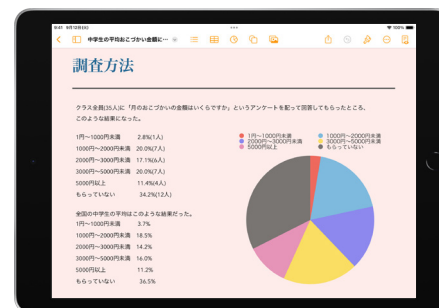 9:41 9月12日(火)
100%
中学生の平均おこづかい金額に…
調査方法
クラス全員(35人)に「月のおこづかいの金額はいくらですか」というアンケートを配って回答してもらったところ、
このような結果になった。
1円〜1000円未満 2.8%(1人)
1000円〜2000円未満 20.0%(7人)
2000円〜3000円未満 17.1%(6人)
3000円〜5000円未満 20.0%(7人)
5000円以上 11.4%(4人)
もらっていない 34.2%(12人)
全国の中学生の平均はこのような結果だった。
1円〜1000円未満 3.7%
1000円〜2000円未満 18.5%
2000円〜3000円未満 14.2%
3000円〜5000円未満 16.0%
5000円以上 11.2%
もらっていない 36.5%
1円〜1000円未満 1000円〜2000円未満
2000円〜3000円未満 3000円〜5000円未満
5000円以上 もらっていない